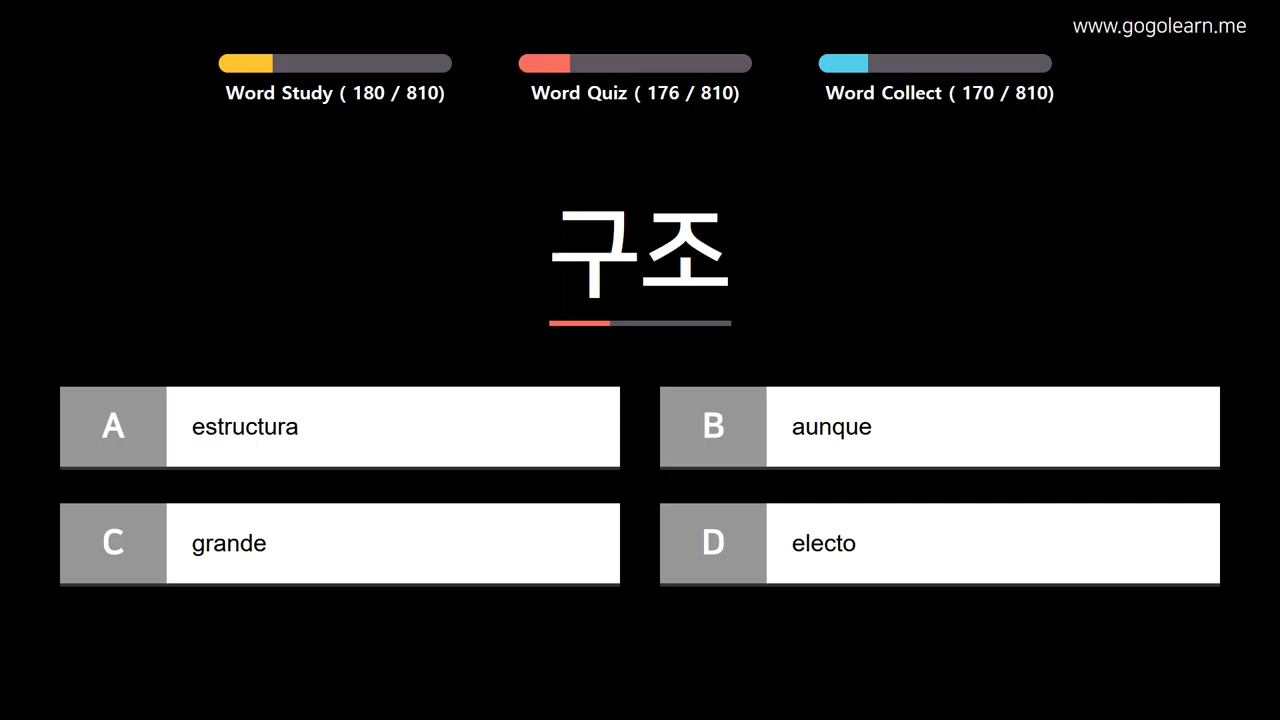 www.gogolearn.me
Word Study ( 180 / 810)
Word Quiz ( 176 / 810)
Word Collect ( 170 / 810)
구조
A estructura
B aunque
C grande
D electo